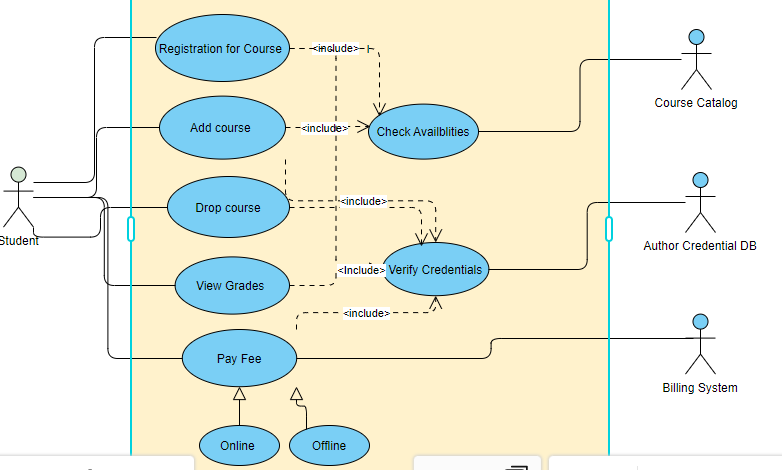 Registration for Course
<include>
Course Catalog
Add course
<include>
Check Availblities
Drop course
<include>
Student
Author Credential DB
View Grades
<Include>
Verify Credentials
<include>
Pay Fee
Billing System
Online
Offline